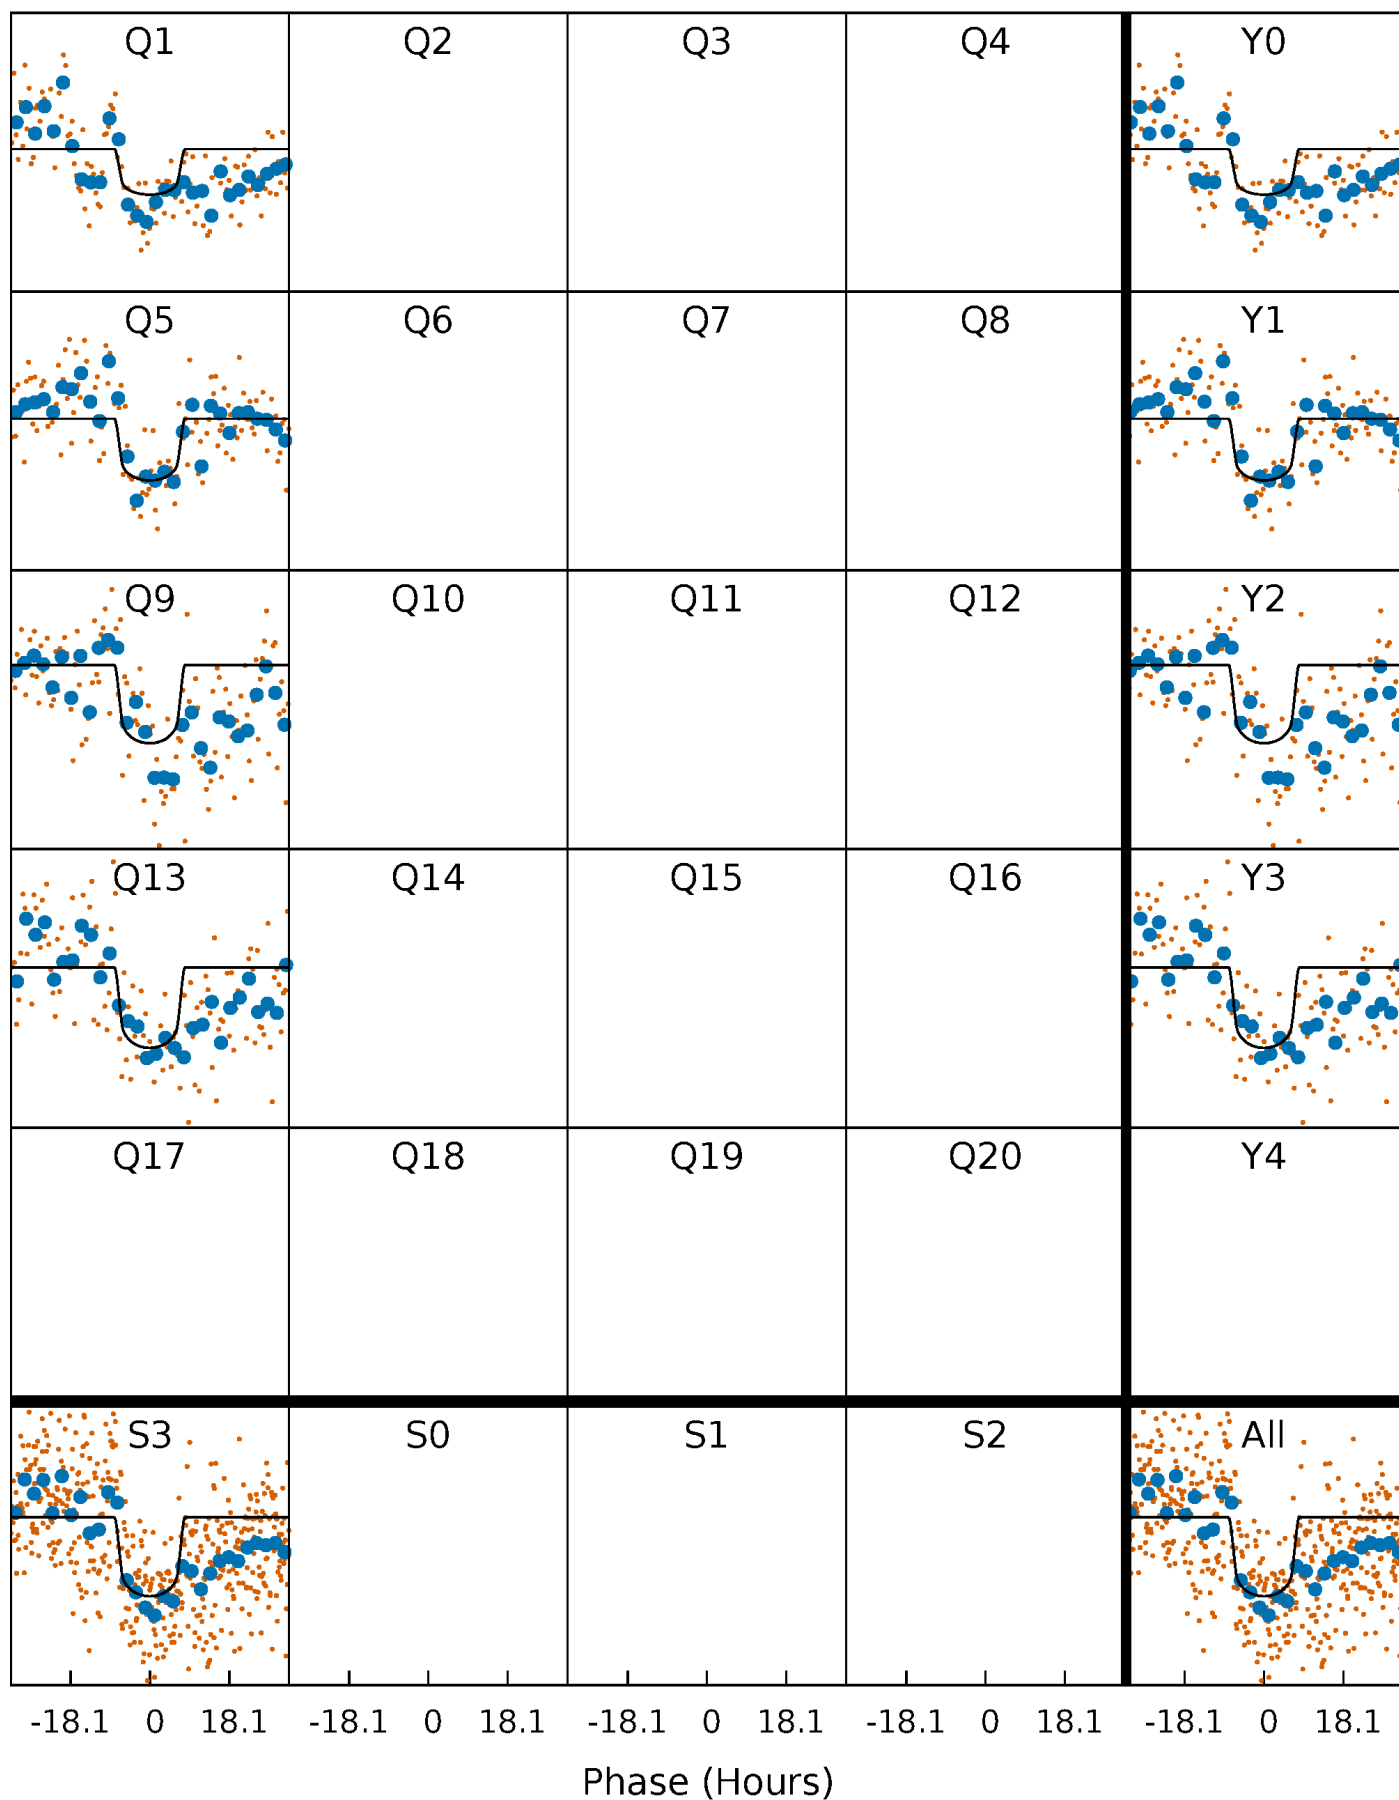 Q1 Q2 Q3 Q4 Y0
Q5 Q6 Q7 Q8 Y1
Q9 Q10 Q11 Q12 Y2
Q13 Q14 Q15 Q16 Y3
Q17 Q18 Q19 Q20 Y4
S3 S0 S1 S2 All
-18.1 0 18.1 -18.1 0 18.1 -18.1 0 18.1 -18.1 0 18.1 -18.1 0 18.1
Phase (Hours)